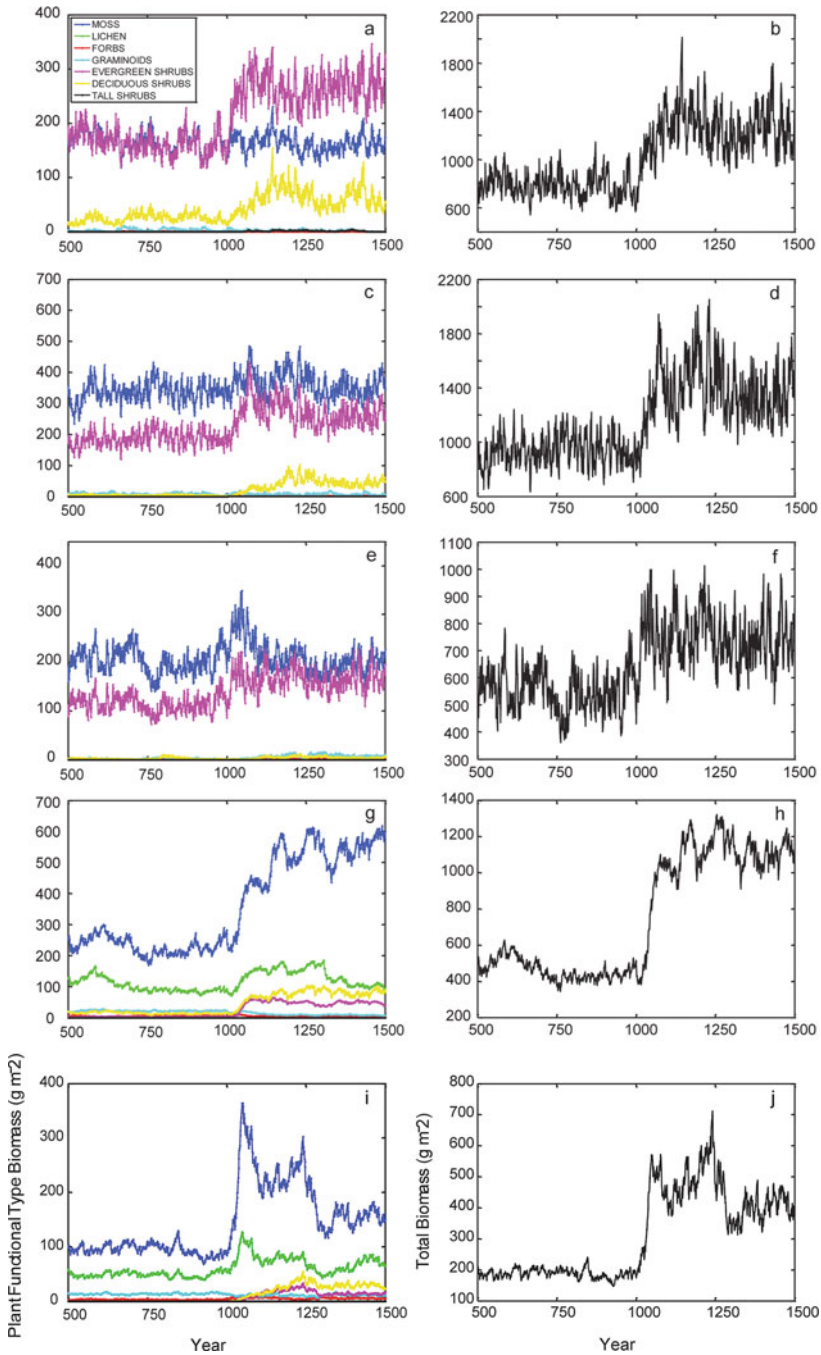 MOSS
LICHEN
FORBS
GRAMINOIDS
EVERGREEN SHRUBS
DECIDUOUS SHRUBS
TALL SHRUBS
a
400
300
200
100
0
500 750 1000 1250 1500
b
2200
1800
1400
1000
600
500 750 1000 1250 1500
c
700
600
500
400
300
200
100
0
500 750 1000 1250 1500
d
2200
1800
1400
1000
600
500 750 1000 1250 1500
e
400
300
200
100
0
500 750 1000 1250 1500
f
1100
1000
900
800
700
600
500
400
300
500 750 1000 1250 1500
g
700
600
500
400
300
200
100
0
500 750 1000 1250 1500
h
1400
1200
1000
800
600
400
200
500 750 1000 1250 1500
i
400
300
200
100
0
500 750 1000 1250 1500
j
800
700
600
500
400
300
200
100
500 750 1000 1250 1500
Plant Functional Type Biomass (g m-2)
Total Biomass (g m-2)
Year
Year